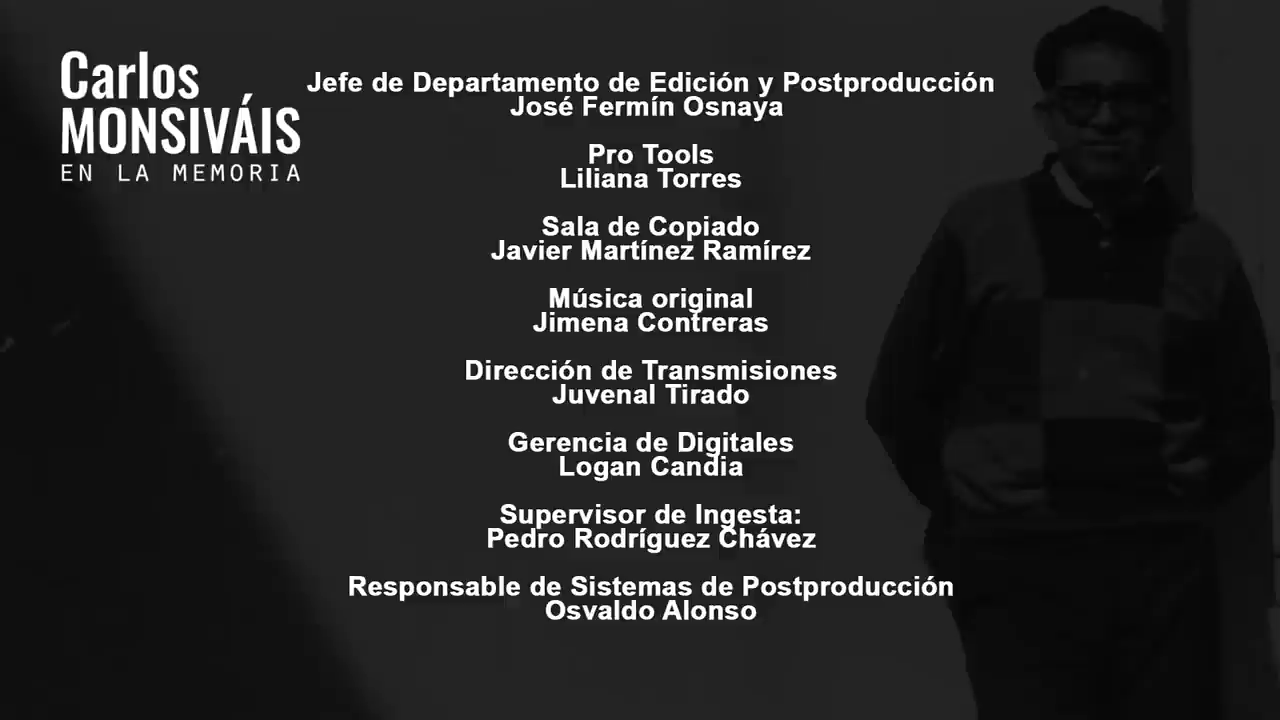 Carlos
MONSIVÁIS
EN LA MEMORIA
Jefe de Departamento de Edición y Postproducción
José Fermín Osnaya
Pro Tools
Liliana Torres
Sala de Copiado
Javier Martínez Ramírez
Música original
Jimena Contreras
Dirección de Transmisiones
Juvenal Tirado
Gerencia de Digitales
Logan Candia
Supervisor de Ingesta:
Pedro Rodríguez Chávez
Responsable de Sistemas de Postproducción
Osvaldo Alonso